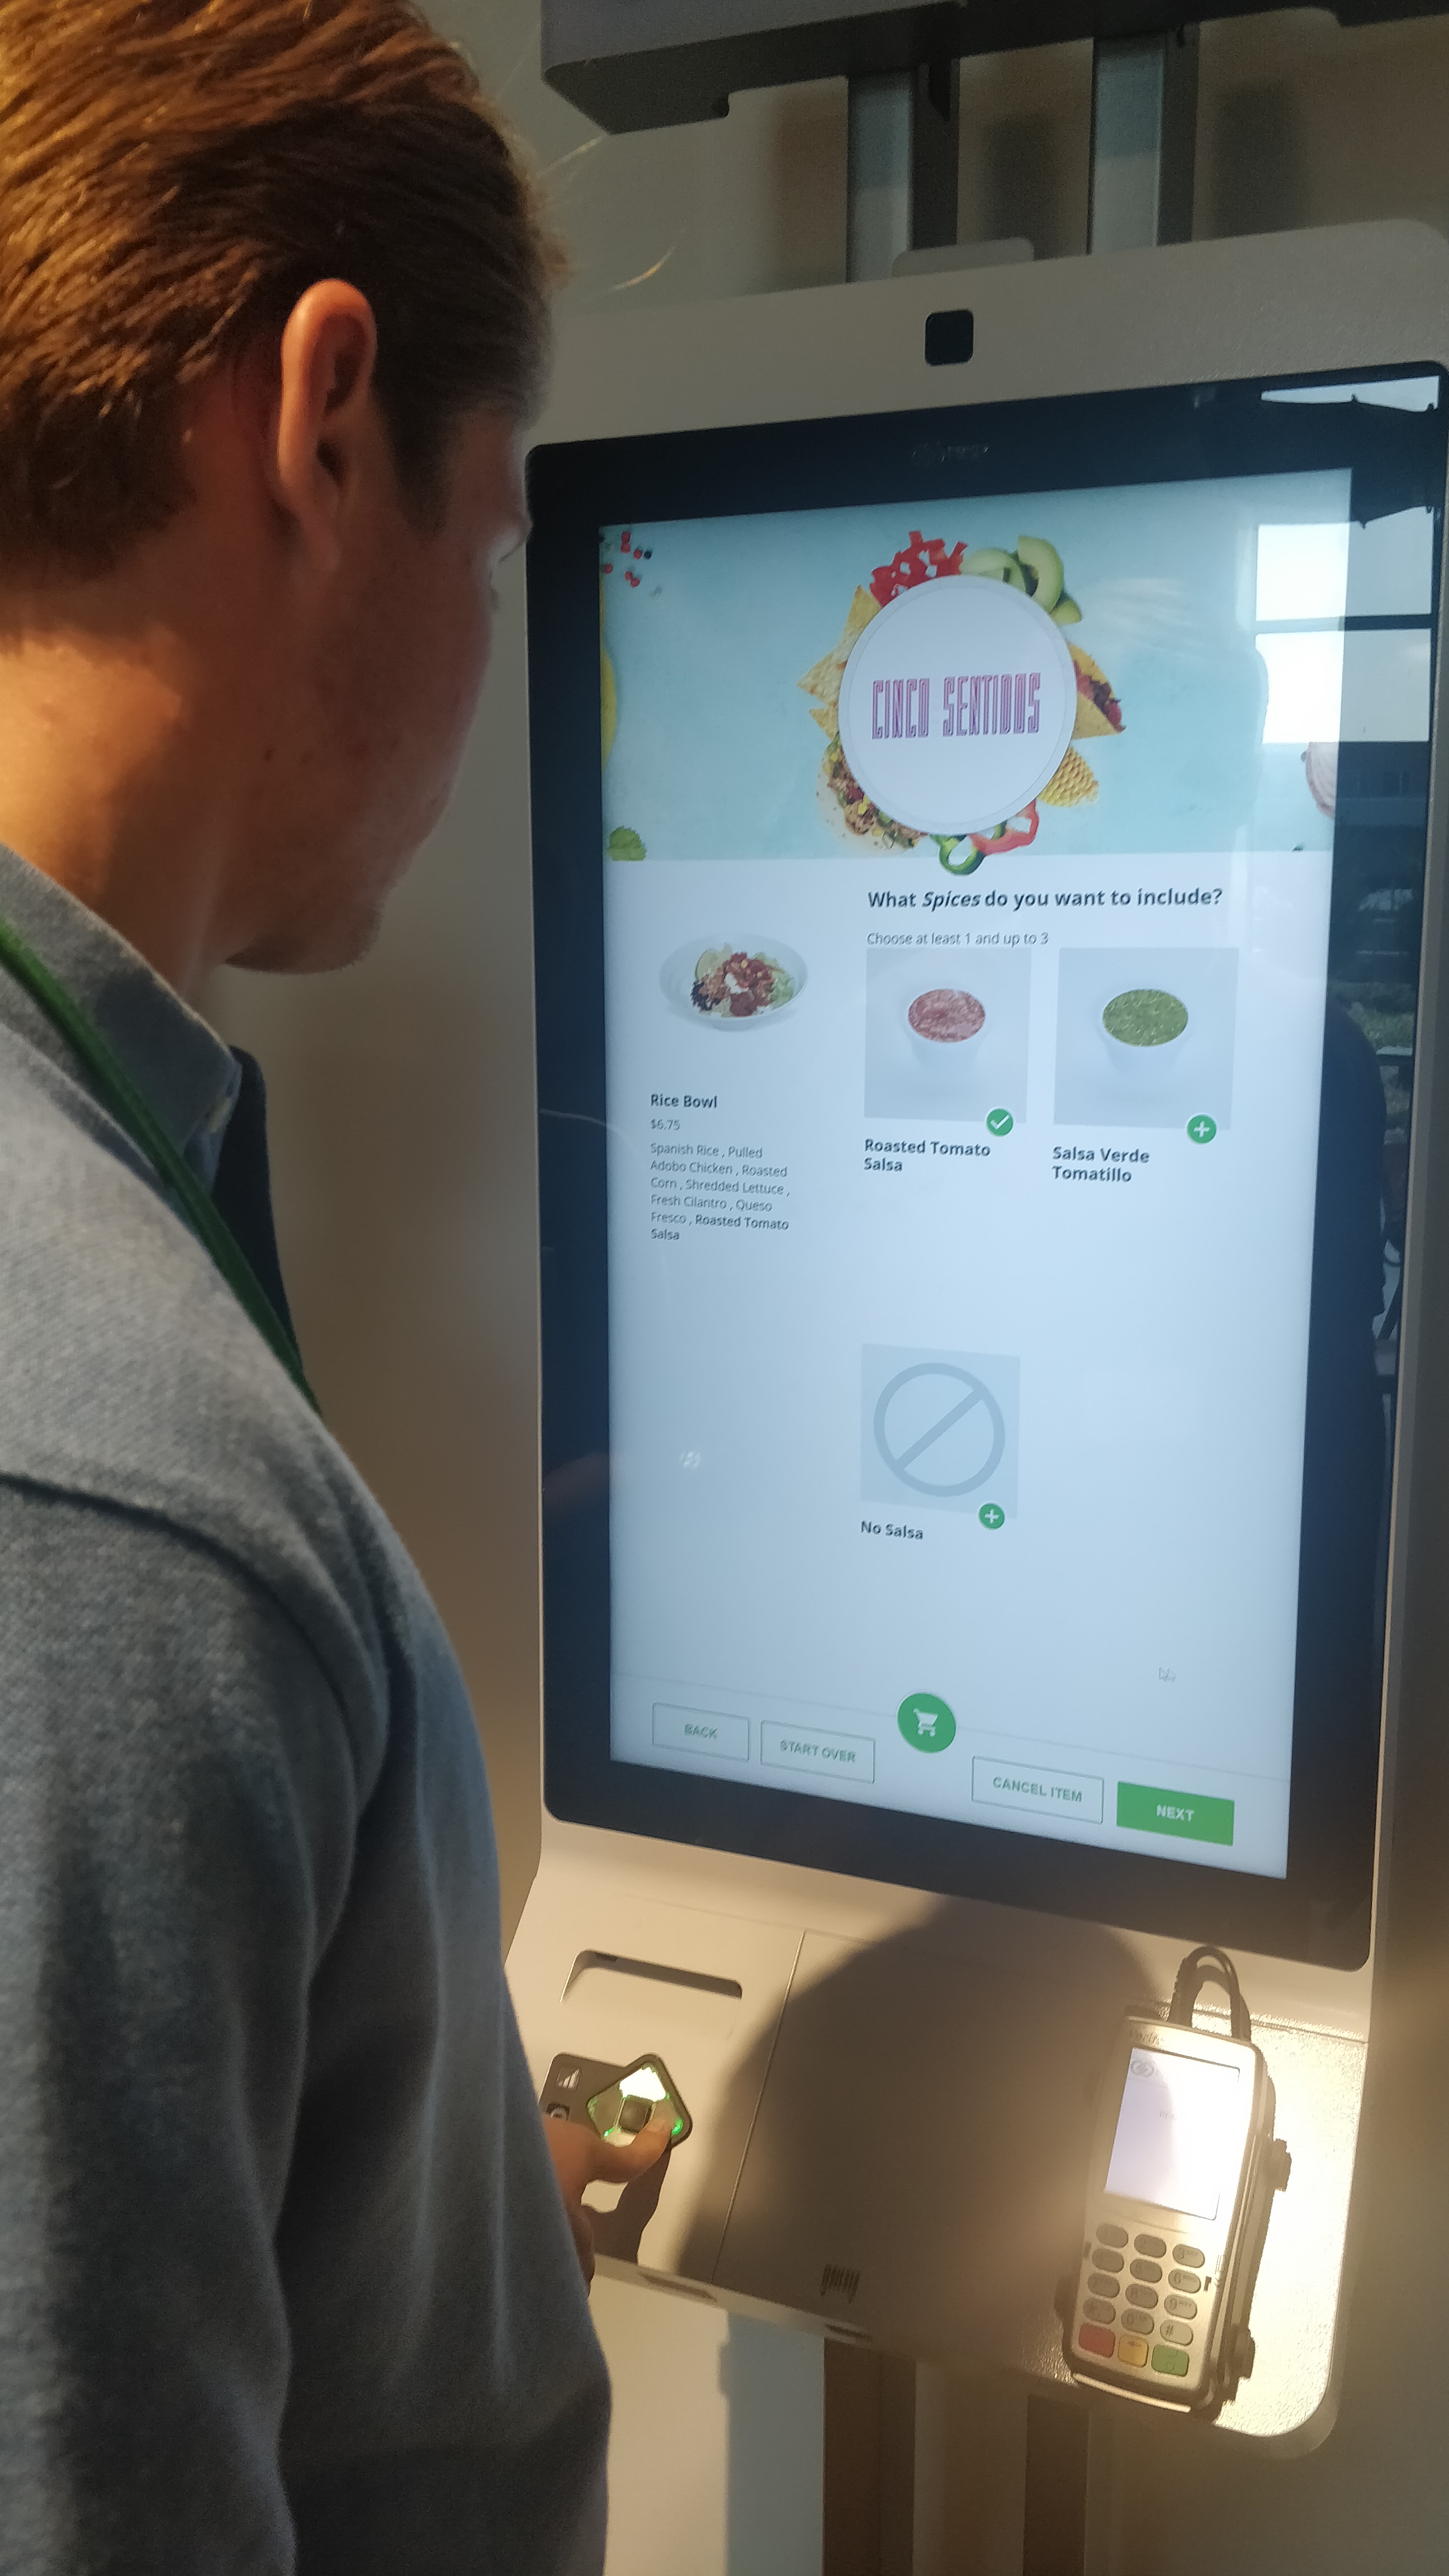 CINCO SENTIDOS
What Spices do you want to include?
Choose at least 1 and up to 3
Rice Bowl
$6.75
Spanish Rice , Pulled
Adobo Chicken , Roasted
Corn , Shredded Lettuce ,
Fresh Cilantro , Queso
Fresco , Roasted Tomato
Salsa
Roasted Tomato
Salsa
Salsa Verde
Tomatillo
No Salsa
BACK
START OVER
CANCEL ITEM
NEXT